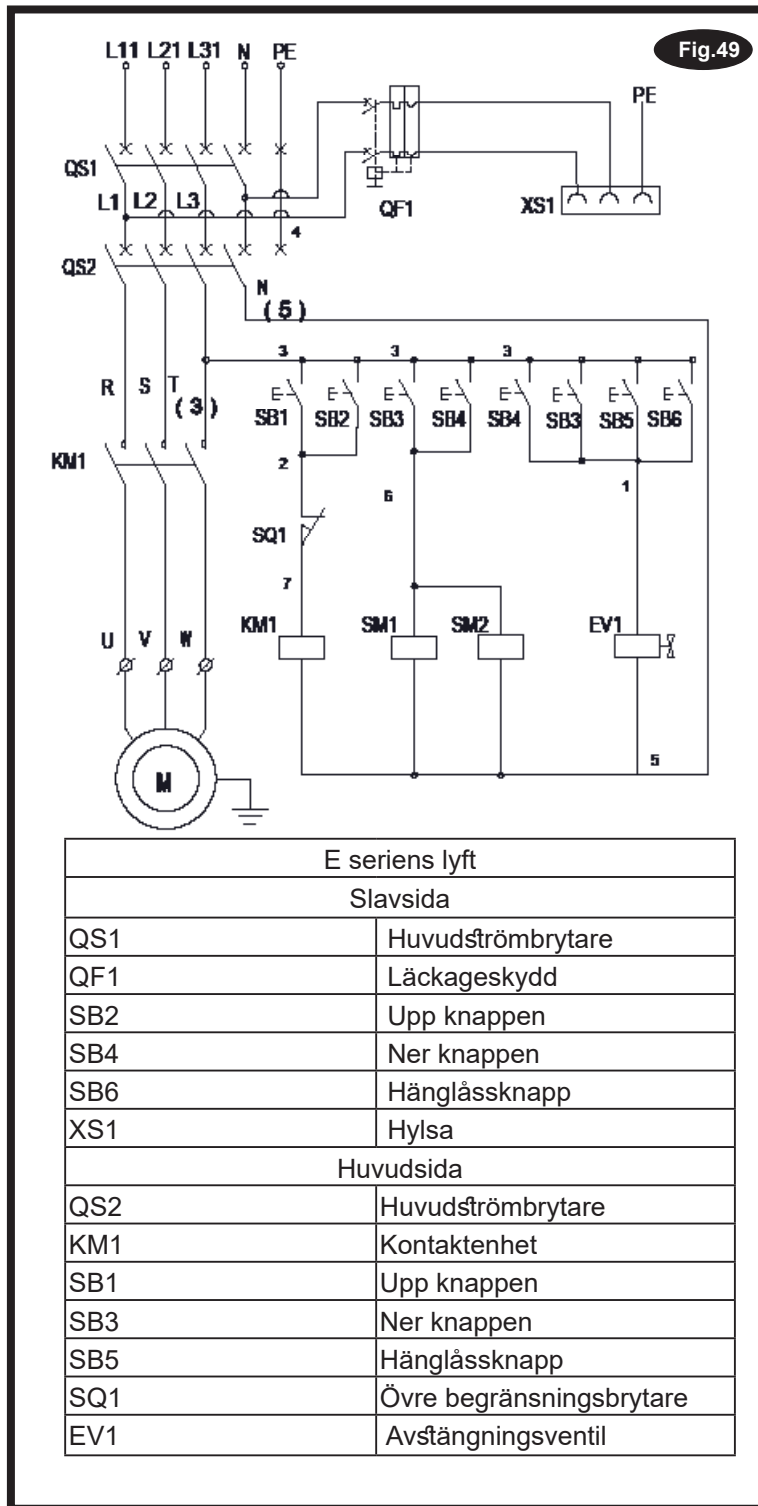 L11 L21 L31 N PE
Fig.49
PE
QS1
L1 L2 L3
QF1
XS1
4
QS2
N
(5)
3 3 3
R S T
(3)
SB1 SB2 SB3 SB4 SB4 SB3 SB5 SB6
KM1
2
1
6
SQ1
7
U V W
KM1 SM1 SM2 EV1
5
M
E seriens lyft
Slavsida
QS1 Huvudströmbrytare
QF1 Läckageskydd
SB2 Upp knappen
SB4 Ner knappen
SB6 Hänglåssknapp
XS1 Hylsa
Huvudsida
QS2 Huvudströmbrytare
KM1 Kontaktenhet
SB1 Upp knappen
SB3 Ner knappen
SB5 Hänglåssknapp
SQ1 Övre begränsningsbrytare
EV1 Avstängningsventil